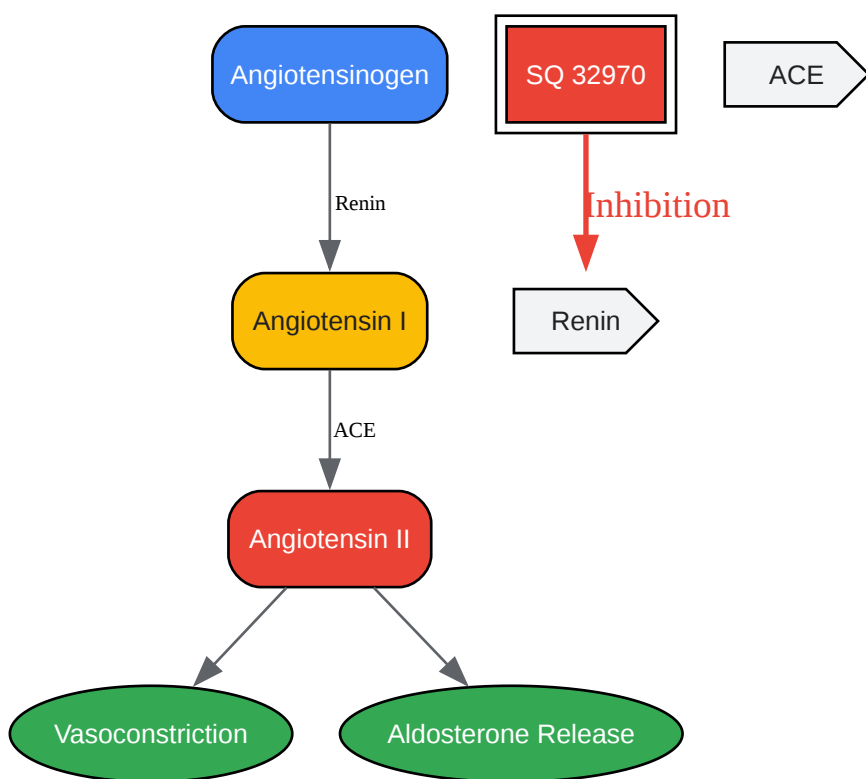 Angiotensinogen
SQ 32970
ACE
Renin
Inhibition
Angiotensin I
Renin
ACE
Angiotensin II
Vasoconstriction
Aldosterone Release